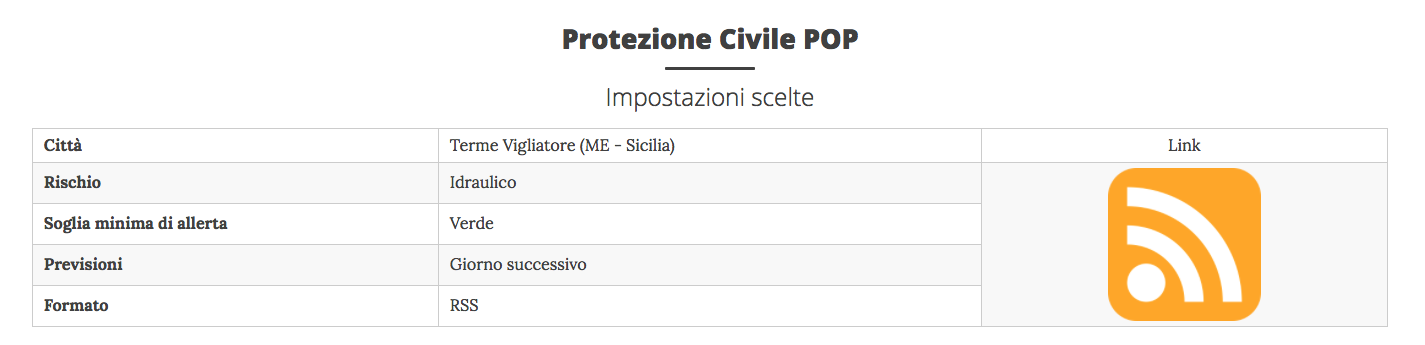 Protezione Civile POP
Impostazioni scelte
Città Terme Vigliatore (ME - Sicilia) Link
Rischio Idraulico
Soglia minima di allerta Verde
Previsioni Giorno successivo
Formato RSS